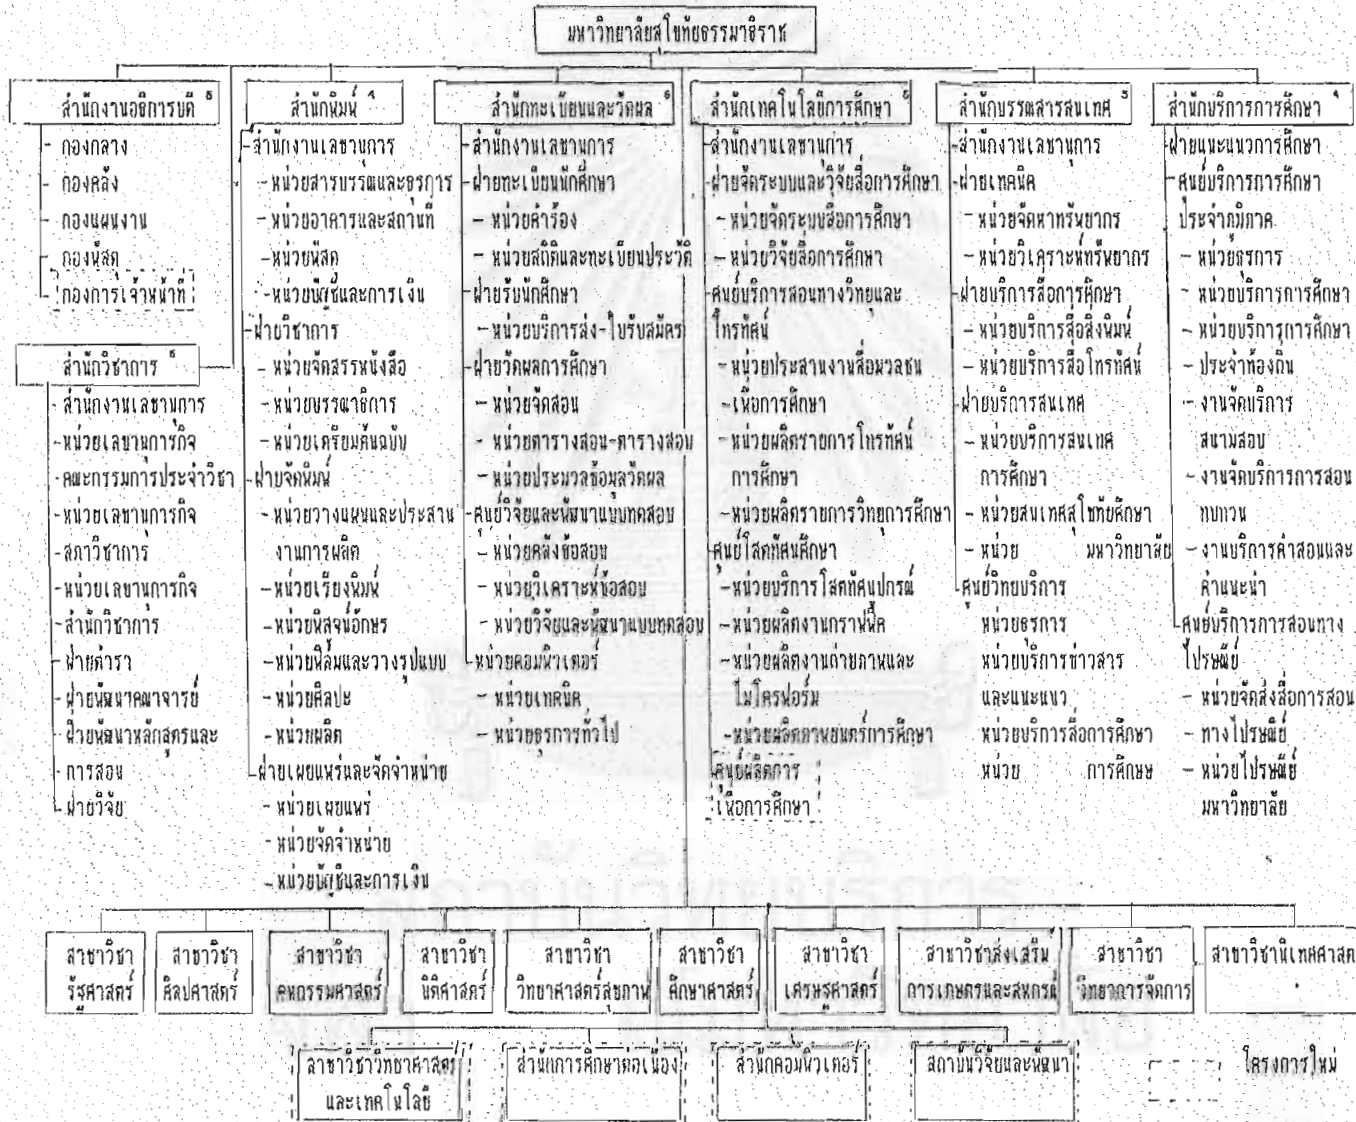 มหาวิทยาลัยสุโขทัยธรรมาธิราช
สำนักงานอธิการบดี
- กองกลาง
- กองคลัง
- กองแผนงาน
- กองพัสดุ
- กองการเจ้าหน้าที่
สำนักวิชาการ
- สำนักงานเลขานุการ
- หน่วยเลขานุการกิจ
- คณะกรรมการประจำวิชา
- หน่วยเลขานุการกิจ
- สภาวิชาการ
- หน่วยเลขานุการกิจ
- สำนักวิชาการ
- ฝ่ายตำรา
- ฝ่ายพัฒนาคณาจารย์
- ฝ่ายพัฒนาหลักสูตรและ
- การสอน
- ฝ่ายวิจัย
สำนักพิมพ์
- สำนักงานเลขานุการ
- หน่วยสารบรรณและธุรการ
- หน่วยอาคารและสถานที่
- หน่วยพัสดุ
- หน่วยบัญชีและการเงิน
- ฝ่ายวิชาการ
- หน่วยจัดสรรหนังสือ
- หน่วยบรรณาธิการ
- หน่วยเตรียมต้นฉบับ
- ฝ่ายจัดพิมพ์
- หน่วยวางแผนและประสาน
งานการผลิต
- หน่วยเรียงพิมพ์
- หน่วยพิสูจน์อักษร
- หน่วยฟิล์มและวางรูปแบบ
- หน่วยศิลปะ
- หน่วยผลิต
- ฝ่ายเผยแพร่และจัดจำหน่าย
- หน่วยเผยแพร่
- หน่วยจัดจำหน่าย
- หน่วยบัญชีและการเงิน
สำนักทะเบียนและวัดผล
- สำนักงานเลขานุการ
- ฝ่ายทะเบียนนักศึกษา
- หน่วยคำร้อง
- หน่วยสถิติและทะเบียนประวัติ
- ฝ่ายรับนักศึกษา
- หน่วยบริการส่ง-ใบรับสมัคร
- ฝ่ายวัดผลการศึกษา
- หน่วยจัดสอบ
- หน่วยตารางสอน-ตารางสอบ
- หน่วยประมวลข้อมูลวัดผล
- ศูนย์วิจัยและพัฒนาแบบทดสอบ
- หน่วยคลังข้อสอบ
- หน่วยวิเคราะห์ข้อสอบ
- หน่วยวิจัยและพัฒนาแบบทดสอบ
- หน่วยคอมพิวเตอร์
- หน่วยเทคนิค
- หน่วยธุรการทั่วไป
สำนักเทคโนโลยีการศึกษา
- สำนักงานเลขานุการ
- ฝ่ายจัดระบบและวิจัยสื่อการศึกษา
- หน่วยจัดระบบสื่อการศึกษา
- หน่วยวิจัยสื่อการศึกษา
- ศูนย์บริการสอนทางวิทยุและ
โทรทัศน์
- หน่วยประสานงานสื่อมวลชน
- เพื่อการศึกษา
- หน่วยผลิตรายการโทรทัศน์
การศึกษา
- หน่วยผลิตรายการวิทยุการศึกษา
- ศูนย์โสตทัศนศึกษา
- หน่วยบริการโสตทัศนูปกรณ์
- หน่วยผลิตงานกราฟฟิค
- หน่วยผลิตงานถ่ายภาพและ
ไมโครฟอร์ม
- หน่วยผลิตภาพยนตร์การศึกษา
ศูนย์ผลิตการ
เพื่อการศึกษา
สำนักบรรณสารสนเทศ
- สำนักงานเลขานุการ
- ฝ่ายเทคนิค
- หน่วยจัดหาทรัพยากร
- หน่วยวิเคราะห์ทรัพยากร
- ฝ่ายบริการสื่อการศึกษา
- หน่วยบริการสื่อสิ่งพิมพ์
- หน่วยบริการสื่อโทรทัศน์
- ฝ่ายบริการสนเทศ
- หน่วยบริการสนเทศ
การศึกษา
- หน่วยสนเทศสุโขทัยศึกษา
- หน่วย มหาวิทยาลัย
- ศูนย์วิทยบริการ
หน่วยธุรการ
หน่วยบริการข่าวสาร
และแนะแนว
หน่วยบริการสื่อการศึกษา
หน่วย การศึกษา
สำนักบริการการศึกษา
- ฝ่ายแนะแนวการศึกษา
- ศูนย์บริการการศึกษา
ประจำภูมิภาค
- หน่วยธุรการ
- หน่วยบริการการศึกษา
- หน่วยบริการการศึกษา
- ประจำท้องถิ่น
- งานจัดบริการ
สนามสอบ
- งานจัดบริการการสอน
ทบทวน
- งานบริการคำสอนและ
คำแนะนำ
- ศูนย์บริการการสอนทาง
ไปรษณีย์
- หน่วยจัดส่งสื่อการสอน
- ทางไปรษณีย์
- หน่วยไปรษณีย์
มหาวิทยาลัย
สาขาวิชา
รัฐศาสตร์
สาขาวิชา
ศิลปศาสตร์
สาขาวิชา
คหกรรมศาสตร์
สาขาวิชา
นิติศาสตร์
สาขาวิชา
วิทยาศาสตร์สุขภาพ
สาขาวิชา
ศึกษาศาสตร์
สาขาวิชา
เศรษฐศาสตร์
สาขาวิชาส่งเสริม
การเกษตรและสหกรณ์
สาขาวิชา
วิทยาการจัดการ
สาขาวิชานิเทศศาสต
สาขาวิชาวิทยาศาสตร์
และเทคโนโลยี
สำนักการศึกษาต่อเนื่อง
สำนักคอมพิวเตอร์
สถาบันวิจัยและพัฒนา
โครงการใหม่